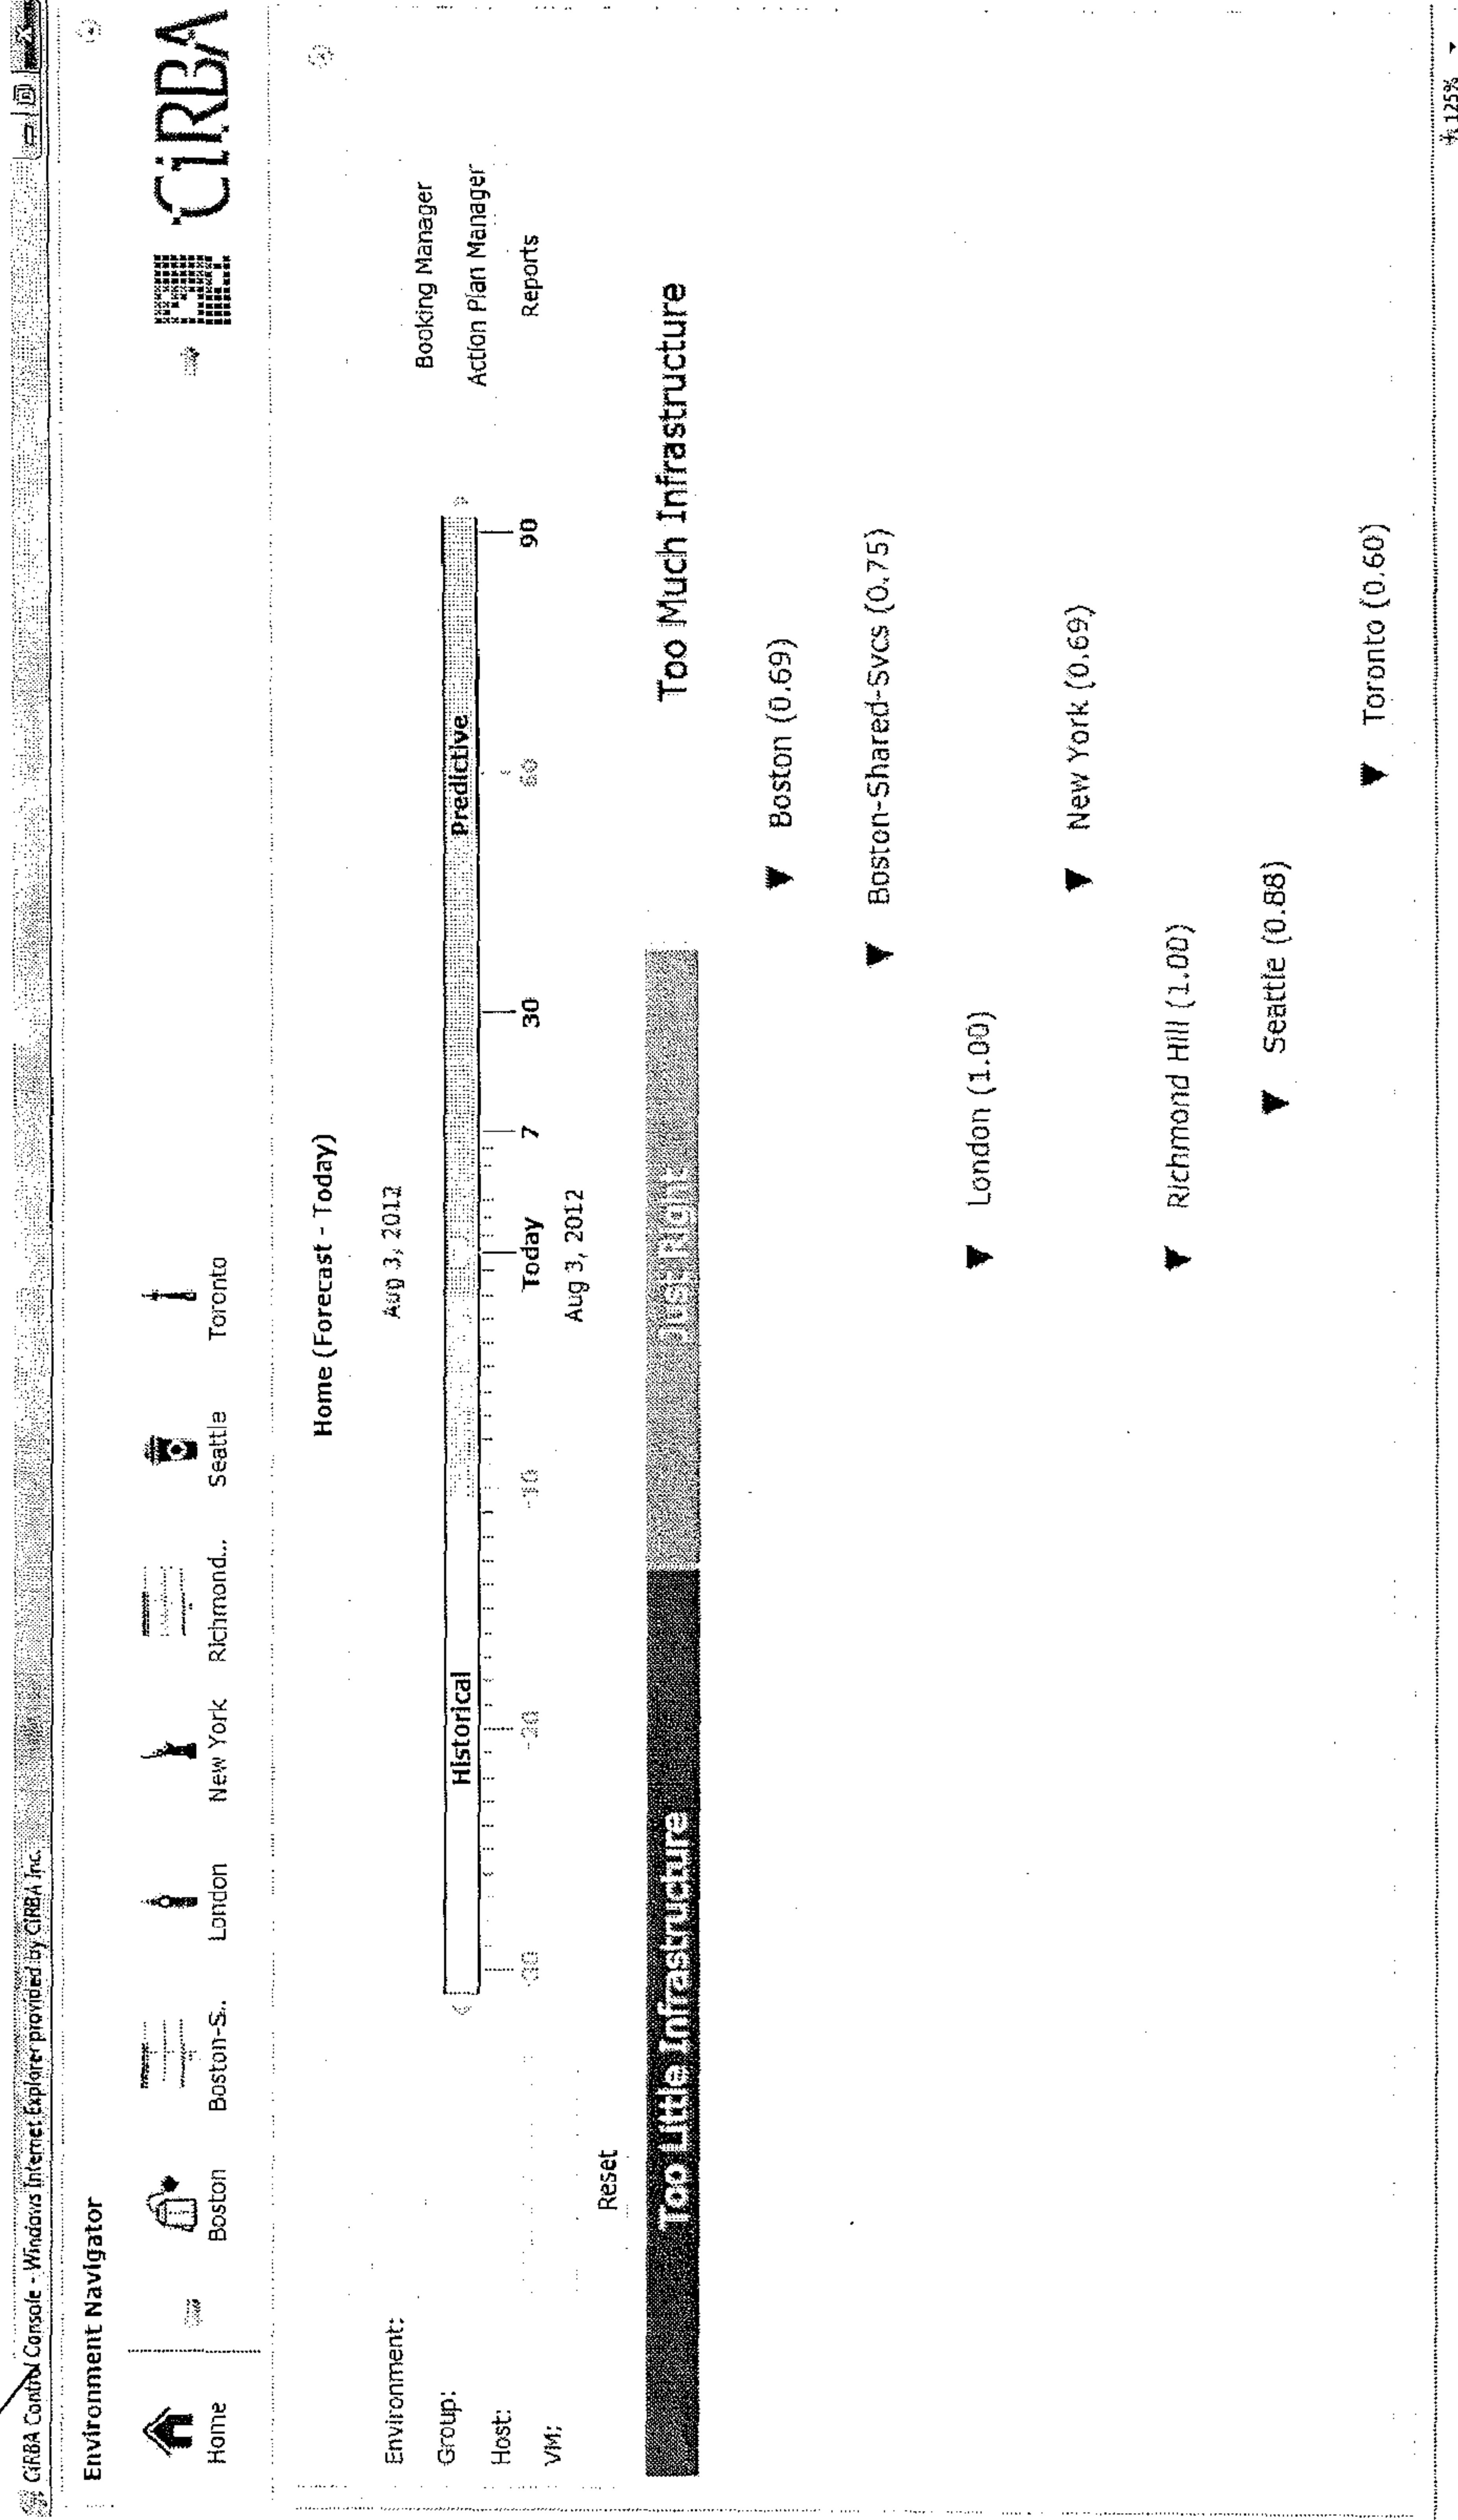 CiRBA Control Console - Windows Internet Explorer provided by CiRBA Inc.
Environment Navigator
Home
Boston
Boston-S..
London
New York
Richmond...
Seattle
Toronto
CiRBA
Home (Forecast - Today)
Environment:
Group:
Host:
VM:
Reset
Aug 3, 2012
Historical
Predictive
-30
-20
-10
Today
7
30
60
90
Aug 3, 2012
Booking Manager
Action Plan Manager
Reports
Too Little Infrastructure
Just Right
Too Much Infrastructure
Boston (0.69)
Boston-Shared-Svcs (0.75)
London (1.00)
New York (0.69)
Richmond Hill (1.00)
Seattle (0.88)
Toronto (0.60)
125%